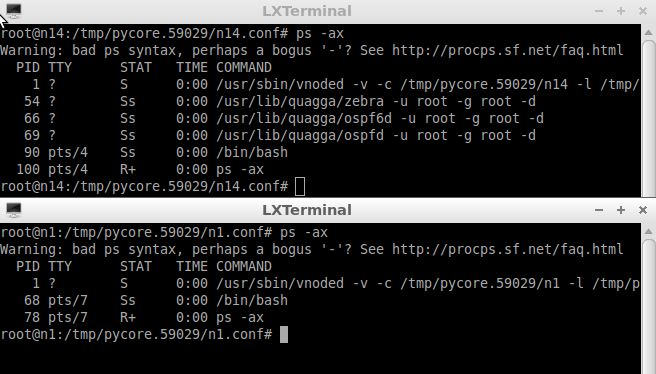 LXTerminal
root@n14:/tmp/pycore.59029/n14.conf# ps -ax
Warning: bad ps syntax, perhaps a bogus '-'? See http://procps.sf.net/faq.html
  PID TTY      STAT   TIME COMMAND
    1 ?        S      0:00 /usr/sbin/vnoded -v -c /tmp/pycore.59029/n14 -l /tmp/
   54 ?        Ss     0:00 /usr/lib/quagga/zebra -u root -g root -d
   66 ?        Ss     0:00 /usr/lib/quagga/ospf6d -u root -g root -d
   69 ?        Ss     0:00 /usr/lib/quagga/ospfd -u root -g root -d
   90 pts/4    Ss     0:00 /bin/bash
  100 pts/4    R+     0:00 ps -ax
root@n14:/tmp/pycore.59029/n14.conf#
LXTerminal
root@n1:/tmp/pycore.59029/n1.conf# ps -ax
Warning: bad ps syntax, perhaps a bogus '-'? See http://procps.sf.net/faq.html
  PID TTY      STAT   TIME COMMAND
    1 ?        S      0:00 /usr/sbin/vnoded -v -c /tmp/pycore.59029/n1 -l /tmp/p
   68 pts/7    Ss     0:00 /bin/bash
   78 pts/7    R+     0:00 ps -ax
root@n1:/tmp/pycore.59029/n1.conf#